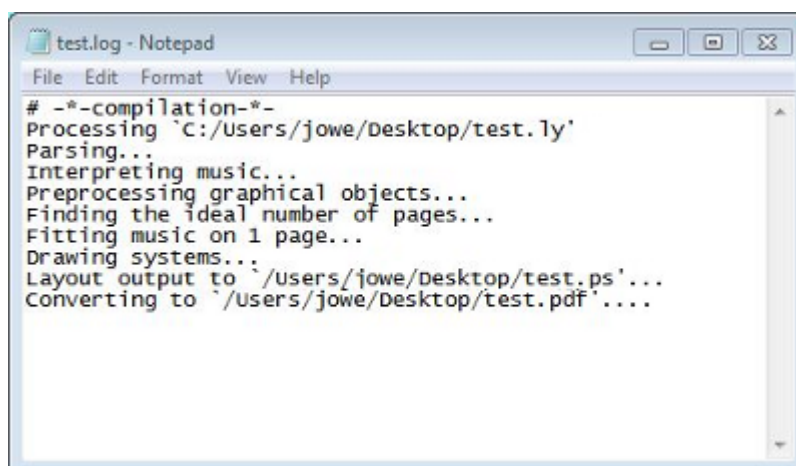 test.log - Notepad
File Edit Format View Help
# -*-compilation-*-
Processing `C:/Users/jowe/Desktop/test.ly'
Parsing...
Interpreting music...
Preprocessing graphical objects...
Finding the ideal number of pages...
Fitting music on 1 page...
Drawing systems...
Layout output to `/Users/jowe/Desktop/test.ps'...
Converting to `/Users/jowe/Desktop/test.pdf'....